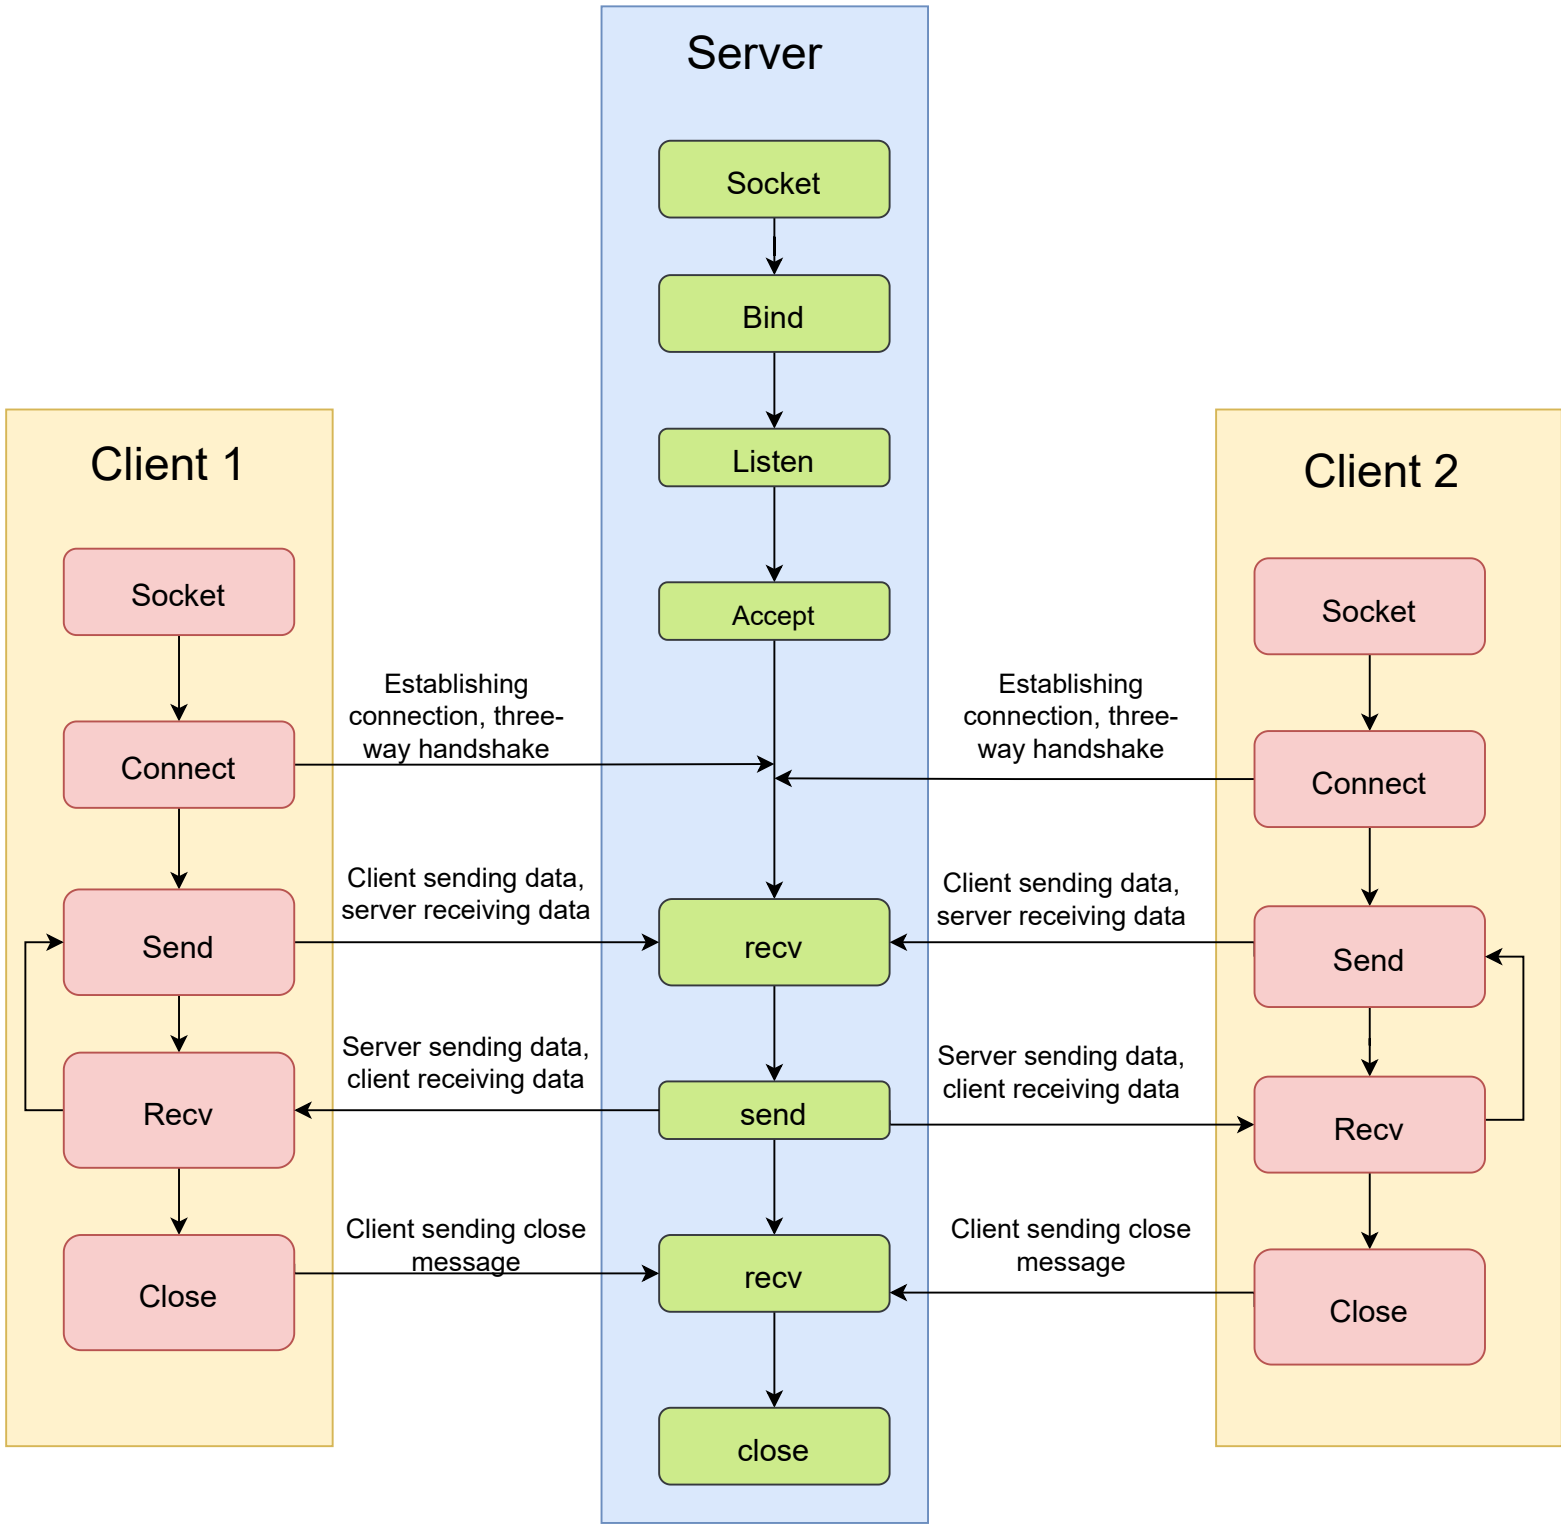 Server
Socket
Bind
Listen
Accept
Client 1
Socket
Connect
Send
Recv
Close
Establishing
connection, three-
way handshake
Client sending data,
server receiving data
Server sending data,
client receiving data
Client sending close
message
recv
send
recv
close
Establishing
connection, three-
way handshake
Client sending data,
server receiving data
Server sending data,
client receiving data
Client sending close
message
Client 2
Socket
Connect
Send
Recv
Close